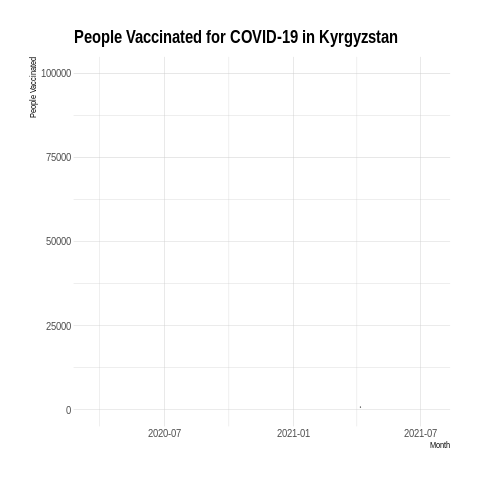 People Vaccinated for COVID-19 in Kyrgyzstan
People Vaccinated
100000
75000
50000
25000
0
2020-07 2021-01 2021-07
Month